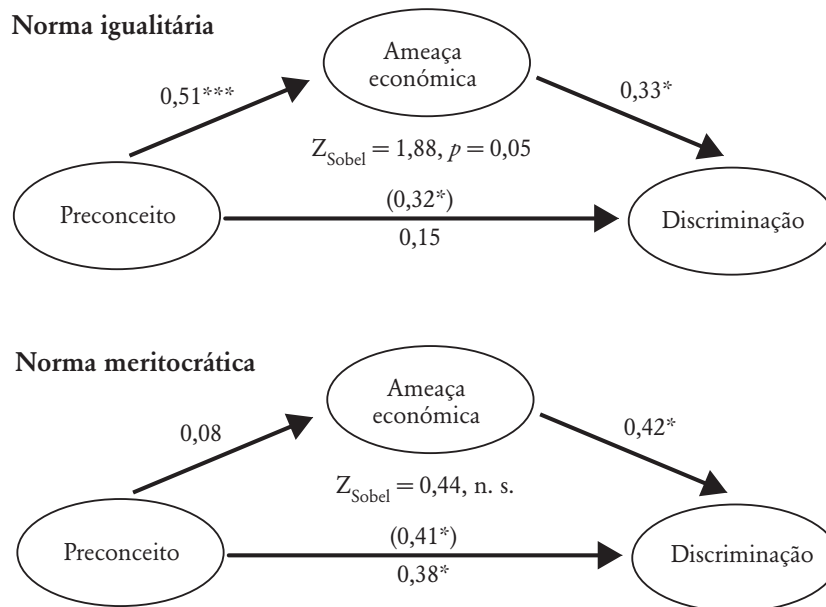 Norma igualitária
Ameaça
económica
0,51***
0,33*
Z_Sobel = 1,88, p = 0,05
Preconceito
(0,32*)
0,15
Discriminação
Norma meritocrática
Ameaça
económica
0,08
0,42*
Z_Sobel = 0,44, n. s.
Preconceito
(0,41*)
0,38*
Discriminação